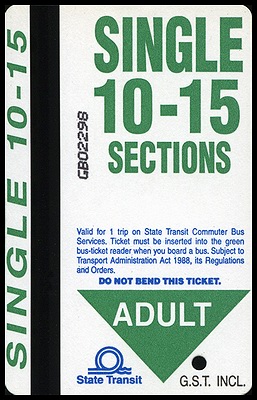 SINGLE 10-15
SINGLE
10-15
SECTIONS
GB02298
Valid for 1 trip on State Transit Commuter Bus
Services. Ticket must be inserted into the green
bus-ticket reader when you board a bus. Subject to
Transport Administration Act 1988, its Regulations
and Orders.
DO NOT BEND THIS TICKET.
ADULT
State Transit
G.S.T. INCL.